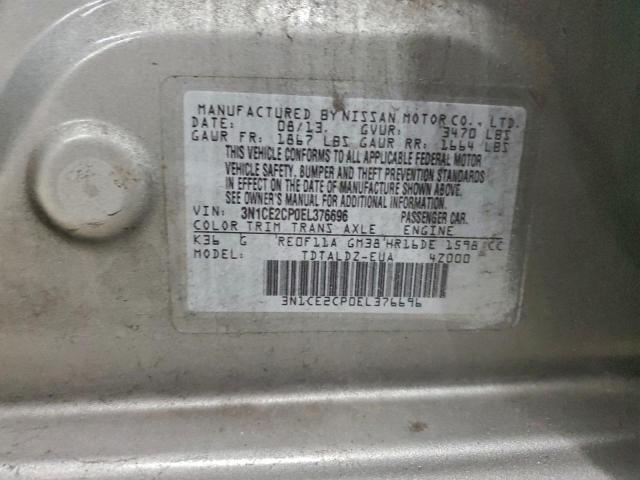 MANUFACTURED BY NISSAN MOTOR CO., LTD.
DATE: 08/13. GVWR: 3470 LBS
GAWR FR: 1867 LBS GAWR RR: 1664 LBS
THIS VEHICLE CONFORMS TO ALL APPLICABLE FEDERAL MOTOR
VEHICLE SAFETY, BUMPER AND THEFT PREVENTION STANDARDS
IN EFFECT ON THE DATE OF MANUFACTURE SHOWN ABOVE.
SEE OWNER'S MANUAL FOR ADDITIONAL INFORMATION.
VIN: 3N1CE2CP0EL376696 PASSENGER CAR.
COLOR TRIM TRANS AXLE ENGINE
K36 G RE0F11A GM38 HR16DE 1598 CC
MODEL: TDTALDZ-EUA 4Z000
3N1CE2CP0EL376696